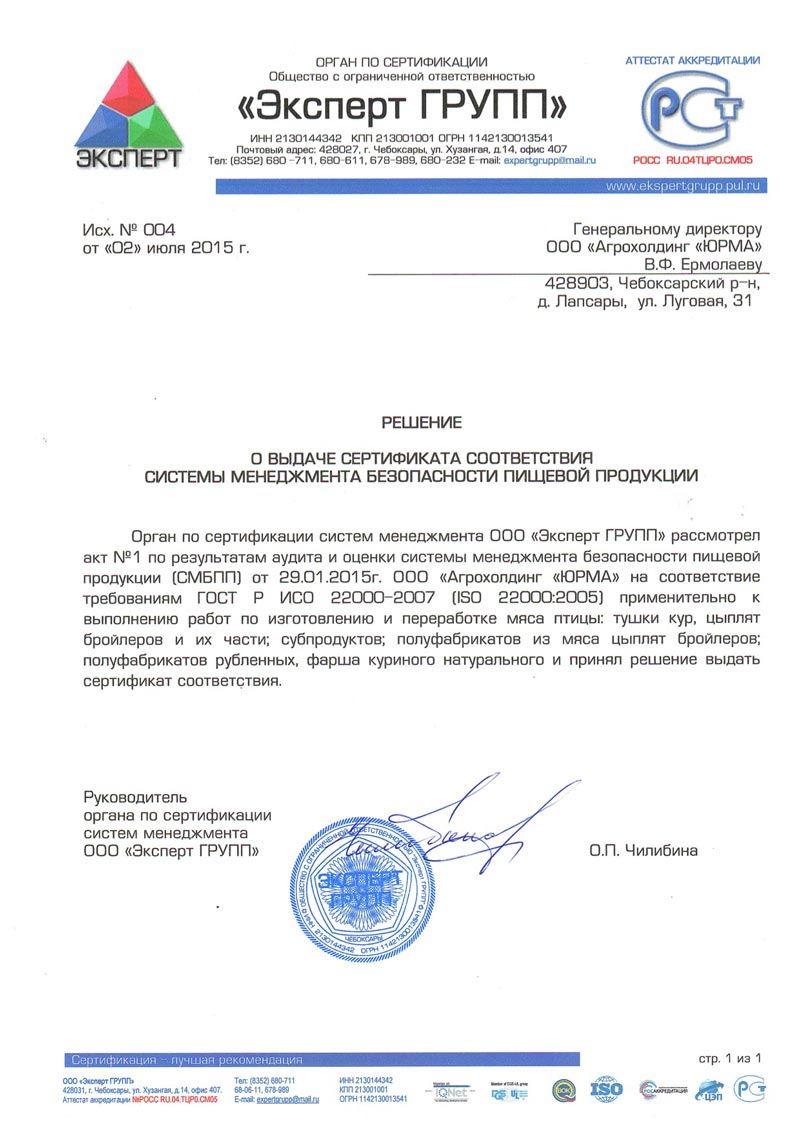 ОРГАН ПО СЕРТИФИКАЦИИ
Общество с ограниченной ответственностью
«Эксперт ГРУПП»
ИНН 2130144342 КПП 213001001 ОГРН 1142130013541
Почтовый адрес: 428027, г. Чебоксары, ул. Хузангая, д.14, офис 407
Тел: (8352) 680 –711, 680-611, 678-989, 680-232 E-mail: expertgrupp@mail.ru
ЭКСПЕРТ
АТТЕСТАТ АККРЕДИТАЦИИ
РСТ
РОСС RU.04ТЦР0.СМ05
www.ekspertgrupp.pul.ru
Исх. № 004
от «02» июля 2015 г.
Генеральному директору
ООО «Агрохолдинг «ЮРМА»
В.Ф. Ермолаеву
428903, Чебоксарский р-н,
д. Лапсары, ул. Луговая, 31
РЕШЕНИЕ
О ВЫДАЧЕ СЕРТИФИКАТА СООТВЕТСТВИЯ
СИСТЕМЫ МЕНЕДЖМЕНТА БЕЗОПАСНОСТИ ПИЩЕВОЙ ПРОДУКЦИИ
Орган по сертификации систем менеджмента ООО «Эксперт ГРУПП» рассмотрел
акт №1 по результатам аудита и оценки системы менеджмента безопасности пищевой
продукции (СМБПП) от 29.01.2015г. ООО «Агрохолдинг «ЮРМА» на соответствие
требованиям ГОСТ Р ИСО 22000-2007 (ISO 22000:2005) применительно к
выполнению работ по изготовлению и переработке мяса птицы: тушки кур, цыплят
бройлеров и их части; субпродуктов; полуфабрикатов из мяса цыплят бройлеров;
полуфабрикатов рубленных, фарша куриного натурального и принял решение выдать
сертификат соответствия.
Руководитель
органа по сертификации
систем менеджмента
ООО «Эксперт ГРУПП»
О.П. Чилибина
ОБЩЕСТВО С ОГРАНИЧЕННОЙ ОТВЕТСТВЕННОСТЬЮ Эксперт ГРУПП
ЭКСПЕРТ
ГРУПП
ЧЕБОКСАРЫ
ИНН 2130144342 ОГРН 1142130013541
Сертификация – лучшая рекомендация
стр. 1 из 1
ООО «Эксперт ГРУПП»
428031, г. Чебоксары, ул. Хузангая, д.14, офис 407.
Аттестат аккредитации №РОСС RU.04.ТЦР0.СМ05
Тел: (8352) 680-711
68-06-11, 678-989
E-mail: expertgrupp@mail.ru
ИНН 2130144342
КПП 213001001
ОГРН 1142130013541
IQNet
ISO
РОСАККРЕДИТАЦИЯ
ЦЭП
РСТ